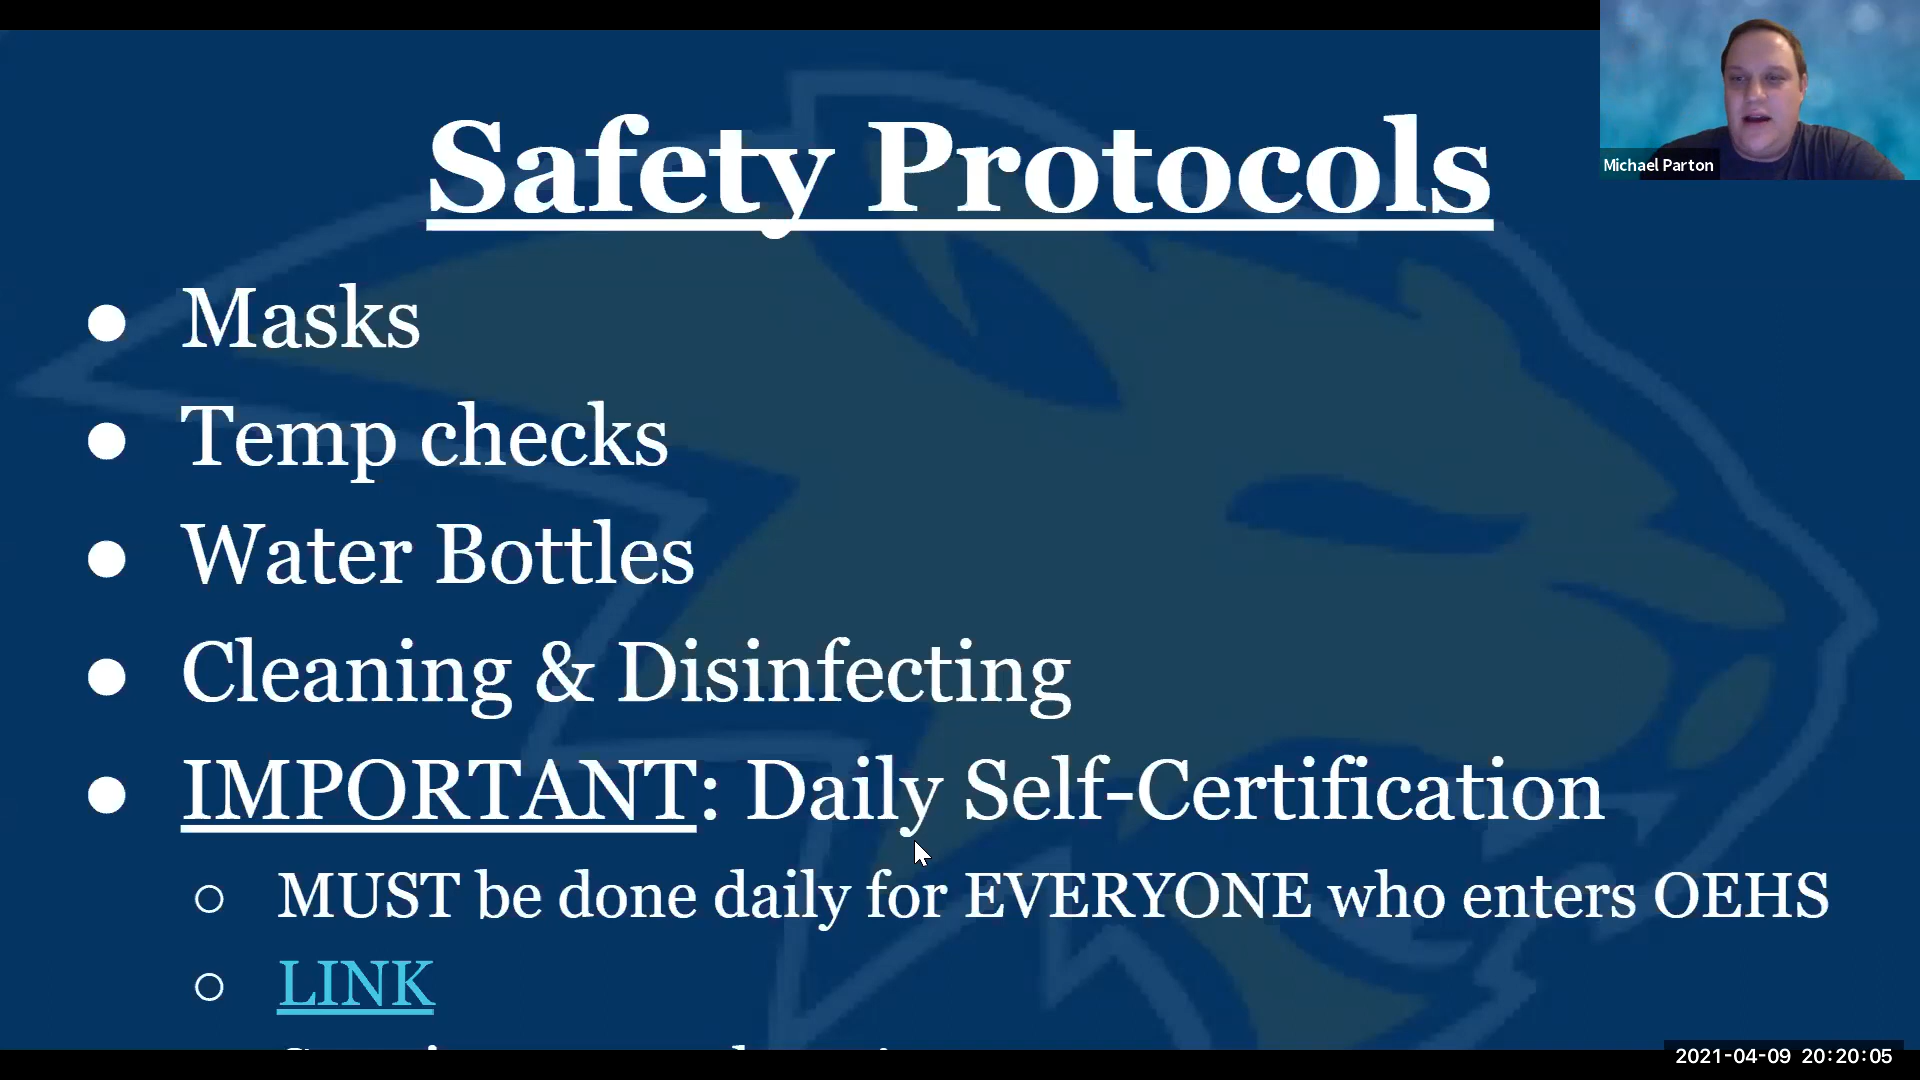 Safety Protocols
Michael Parton
● Masks
● Temp checks
● Water Bottles
● Cleaning & Disinfecting
● IMPORTANT: Daily Self-Certification
○ MUST be done daily for EVERYONE who enters OEHS
○ LINK
2021-04-09 20:20:05